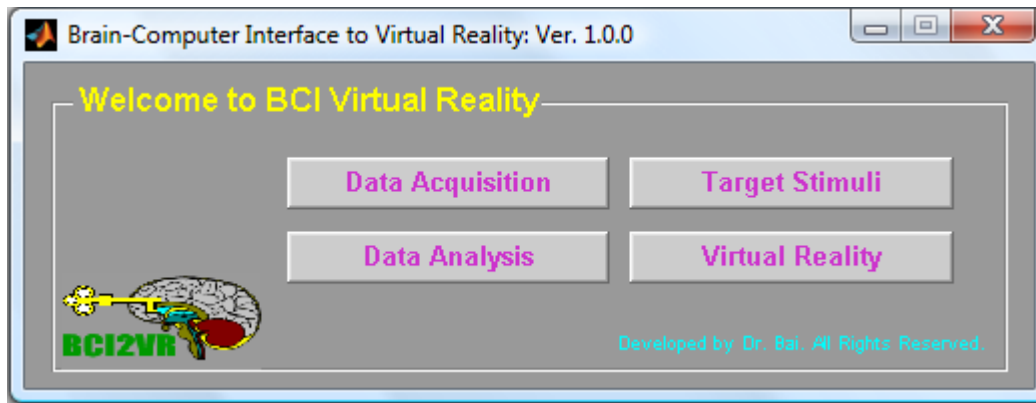 Brain-Computer Interface to Virtual Reality: Ver. 1.0.0
Welcome to BCI Virtual Reality
Data Acquisition
Target Stimuli
Data Analysis
Virtual Reality
BCI2VR
Developed by Dr. Bai. All Rights Reserved.